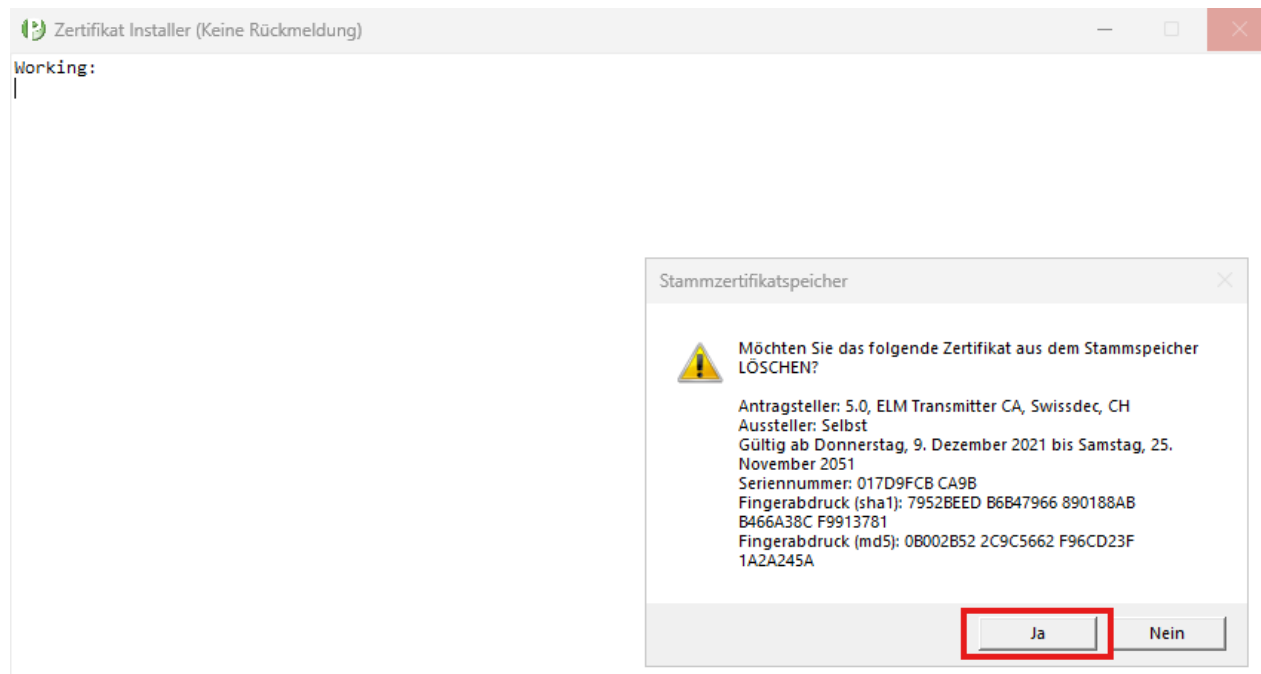 Zertifikat Installer (Keine Rückmeldung)
Working:
Stammzertifikatspeicher
Möchten Sie das folgende Zertifikat aus dem Stammspeicher
LÖSCHEN?
Antragsteller: 5.0, ELM Transmitter CA, Swissdec, CH
Aussteller: Selbst
Gültig ab Donnerstag, 9. Dezember 2021 bis Samstag, 25.
November 2051
Seriennummer: 017D9FCB CA9B
Fingerabdruck (sha1): 7952BEED B6B47966 890188AB
B466A38C F9913781
Fingerabdruck (md5): 0B002B52 2C9C5662 F96CD23F
1A2A245A
Ja
Nein